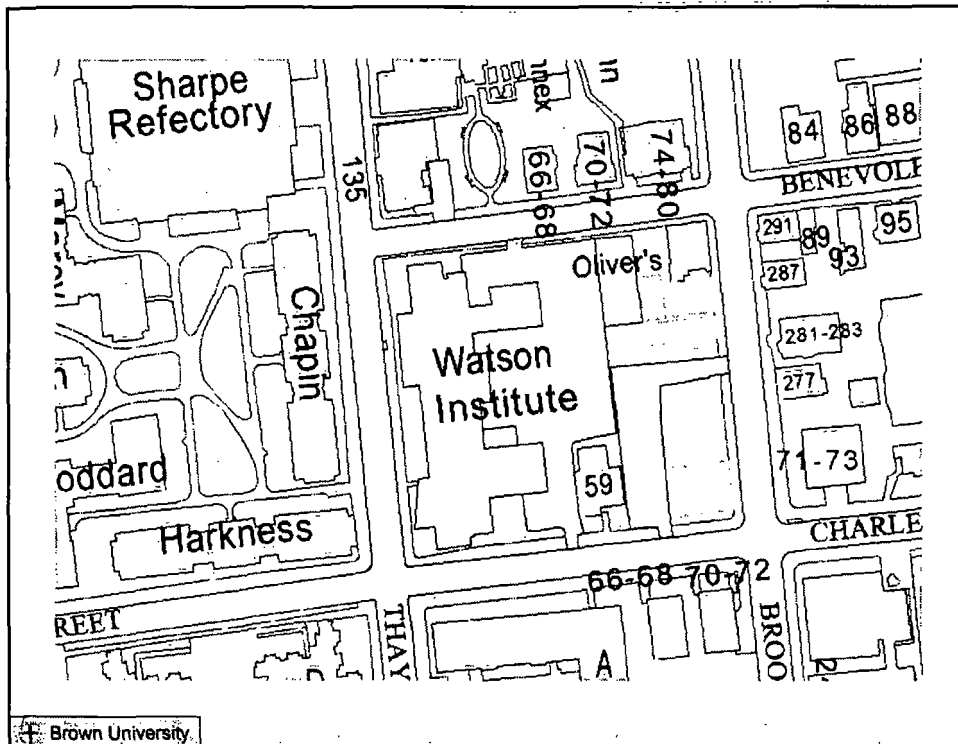 Sharpe
Refectory
135
nnex
in
66-68
70-72
74-80
84
86
88
BENEVOLE
291
89
93
95
287
Oliver's
Chapin
281-283
Watson
Institute
277
oddard
59
71-73
Harkness
CHARLE
66-68
70-72
REET
THAY
BROO
A
Brown University